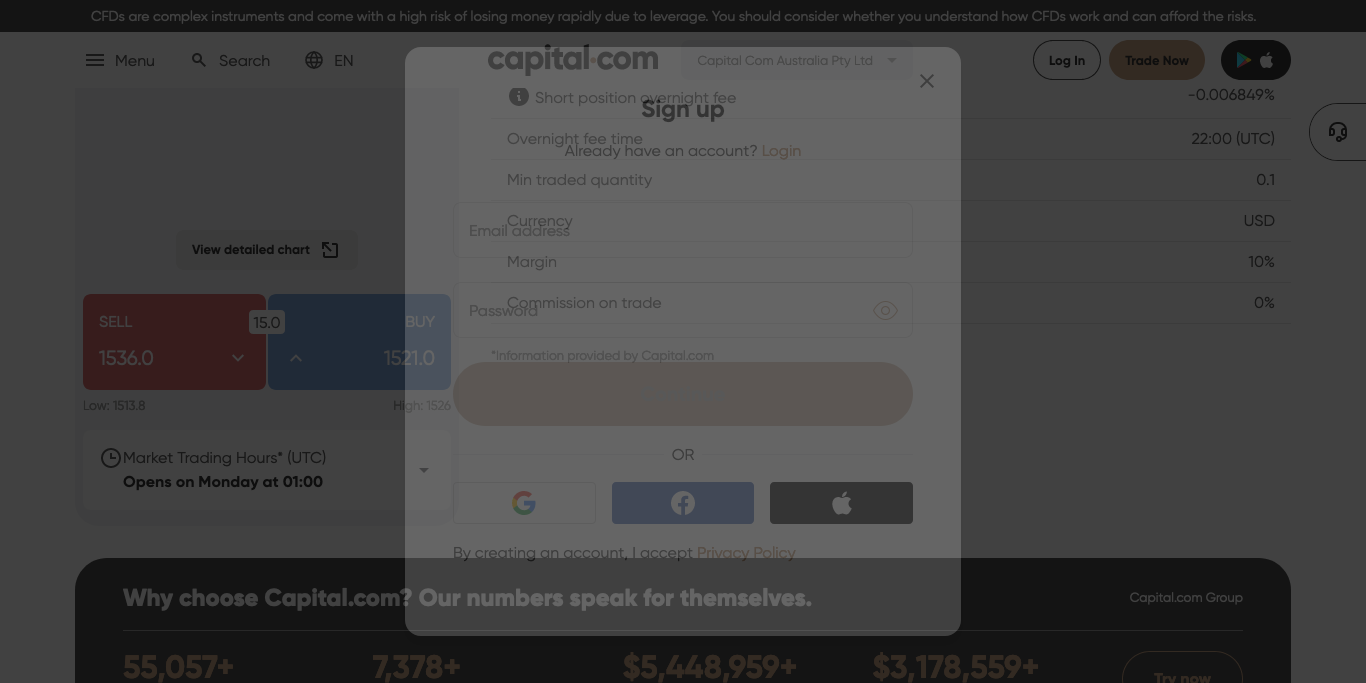 CFDs are complex instruments and come with a high risk of losing money rapidly due to leverage. You should consider whether you understand how CFDs work and can afford the risks.
Menu
Search
EN
capital.com
Capital Com Australia Pty Ltd
Log In
Trade Now
Short position overnight fee
-0.006849%
Sign up
Overnight fee time
22:00 (UTC)
Already have an account? Login
Min traded quantity
0.1
Currency
USD
Email address
View detailed chart
Margin
10%
Commission on trade
0%
Password
SELL
15.0
BUY
1536.0
1521.0
*Information provided by Capital.com
Low: 1513.8
High: 1526
OR
Market Trading Hours* (UTC)
Opens on Monday at 01:00
By creating an account, I accept Privacy Policy
Why choose Capital.com? Our numbers speak for themselves.
Capital.com Group
55,057+
7,378+
$5,448,959+
$3,178,559+
Try now